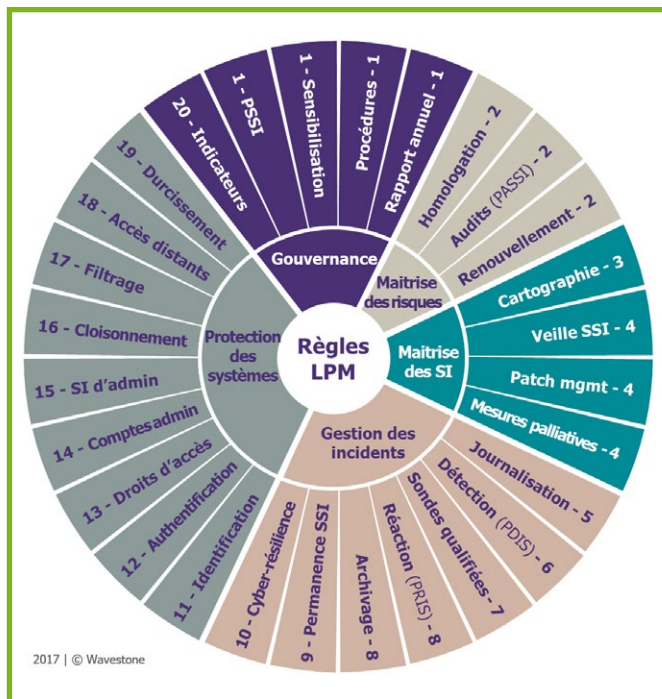 Règles
LPM
Gouvernance
20 - Indicateurs
1 - PSSI
1 - Sensibilisation
Procédures - 1
Rapport annuel - 1
Maitrise
des risques
Homologation - 2
Audits (PASSI) - 2
Renouvellement - 2
Maitrise
des SI
Cartographie - 3
Veille SSI - 4
Patch mgmt - 4
Mesures palliatives - 4
Gestion des
incidents
Journalisation - 5
Détection (PDIS) - 6
Sondes qualifiées - 7
Réaction (PRIS) - 8
Archivage - 8
9 - Permanence SSI
10 - Cyber-résilience
Protection
des
systèmes
11 - Identification
12 - Authentification
13 - Droits d'accès
14 - Comptes admin
15 - SI d'admin
16 - Cloisonnement
17 - Filtrage
18 - Accès distants
19 - Durcissement
2017 | © Wavestone